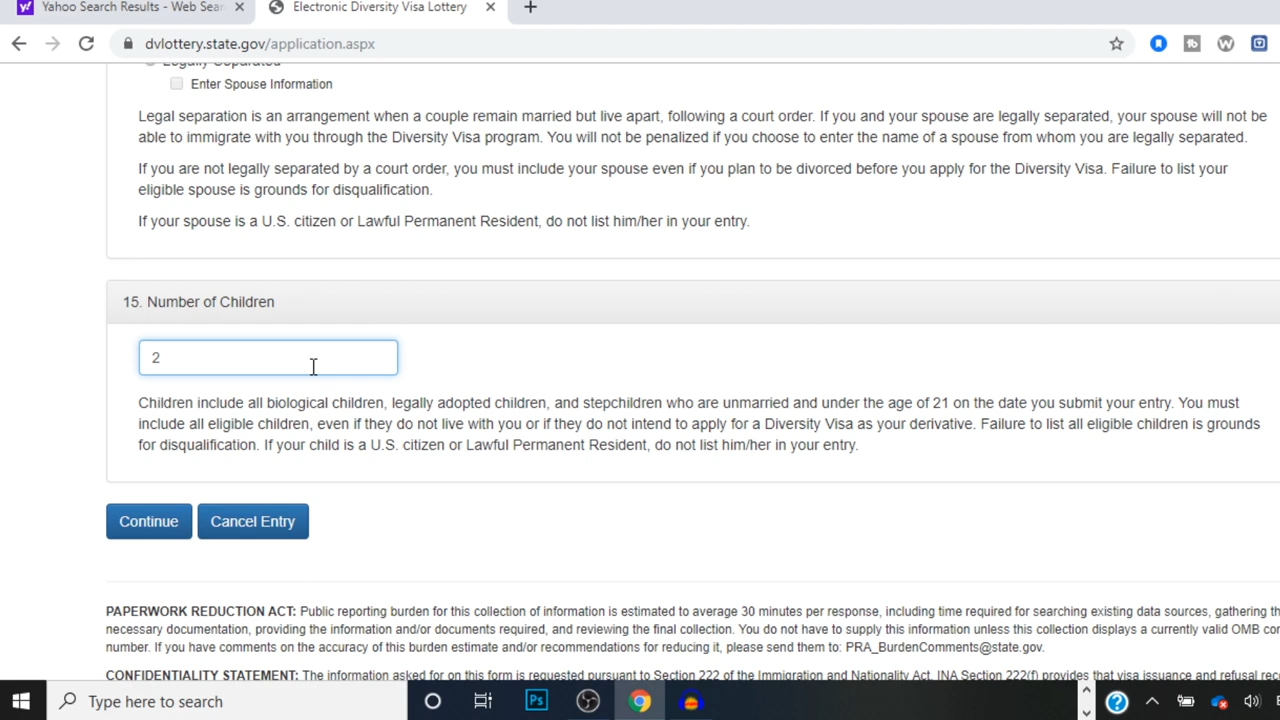 Yahoo Search Results - Web Sear
Electronic Diversity Visa Lottery
dvlottery.state.gov/application.aspx
Legally Separated
Enter Spouse Information
Legal separation is an arrangement when a couple remain married but live apart, following a court order. If you and your spouse are legally separated, your spouse will not be
able to immigrate with you through the Diversity Visa program. You will not be penalized if you choose to enter the name of a spouse from whom you are legally separated.
If you are not legally separated by a court order, you must include your spouse even if you plan to be divorced before you apply for the Diversity Visa. Failure to list your
eligible spouse is grounds for disqualification.
If your spouse is a U.S. citizen or Lawful Permanent Resident, do not list him/her in your entry.
15. Number of Children
2
Children include all biological children, legally adopted children, and stepchildren who are unmarried and under the age of 21 on the date you submit your entry. You must
include all eligible children, even if they do not live with you or if they do not intend to apply for a Diversity Visa as your derivative. Failure to list all eligible children is grounds
for disqualification. If your child is a U.S. citizen or Lawful Permanent Resident, do not list him/her in your entry.
Continue Cancel Entry
PAPERWORK REDUCTION ACT: Public reporting burden for this collection of information is estimated to average 30 minutes per response, including time required for searching existing data sources, gathering th
necessary documentation, providing the information and/or documents required, and reviewing the final collection. You do not have to supply this information unless this collection displays a currently valid OMB co
number. If you have comments on the accuracy of this burden estimate and/or recommendations for reducing it, please send them to: PRA_BurdenComments@state.gov.
CONFIDENTIALITY STATEMENT: The information asked for on this form is requested pursuant to Section 222 of the Immigration and Nationality Act. INA Section 222(f) provides that visa issuance and refusal rec
Type here to search
Ps